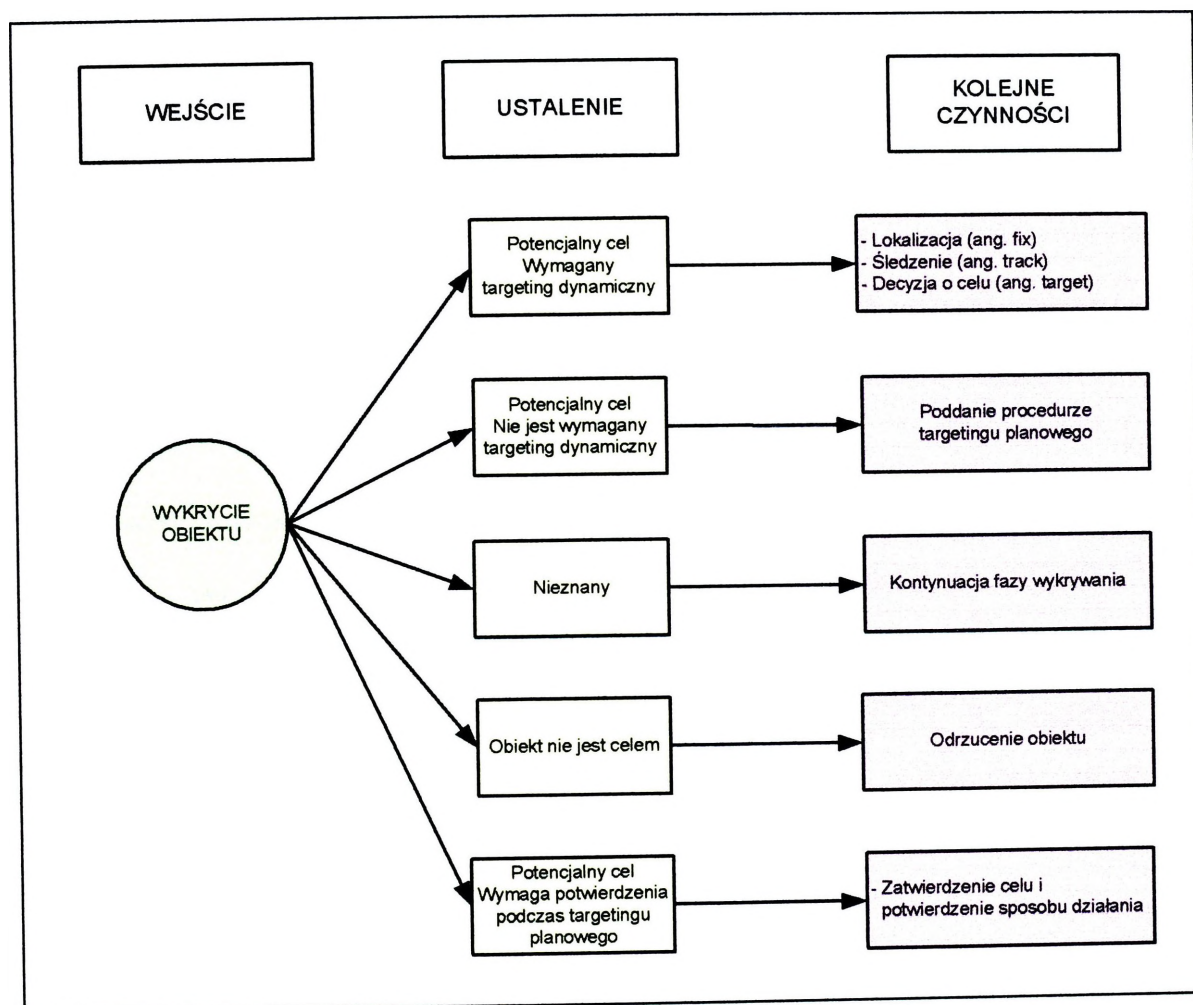 WEJŚCIE
USTALENIE
KOLEJNE
CZYNNOŚCI
Potencjalny cel
Wymagany
targeting dynamiczny
- Lokalizacja (ang. fix)
- Śledzenie (ang. track)
- Decyzja o celu (ang. target)
Potencjalny cel
Nie jest wymagany
targeting dynamiczny
Poddanie procedurze
targetingu planowego
WYKRYCIE
OBIEKTU
Nieznany
Kontynuacja fazy wykrywania
Obiekt nie jest celem
Odrzucenie obiektu
Potencjalny cel
Wymaga potwierdzenia
podczas targetingu
planowego
- Zatwierdzenie celu i
potwierdzenie sposobu działania